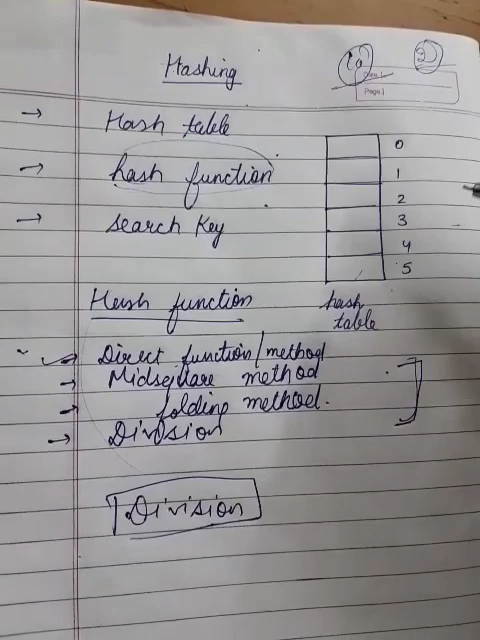 Hashing
Page
→ Hash table
→ hash function
→ Search Key
0
1
2
3
4
5
hash
table
Hash function
→ Direct function/method
→ Midsquare method
→ folding method.
→ Division
Division